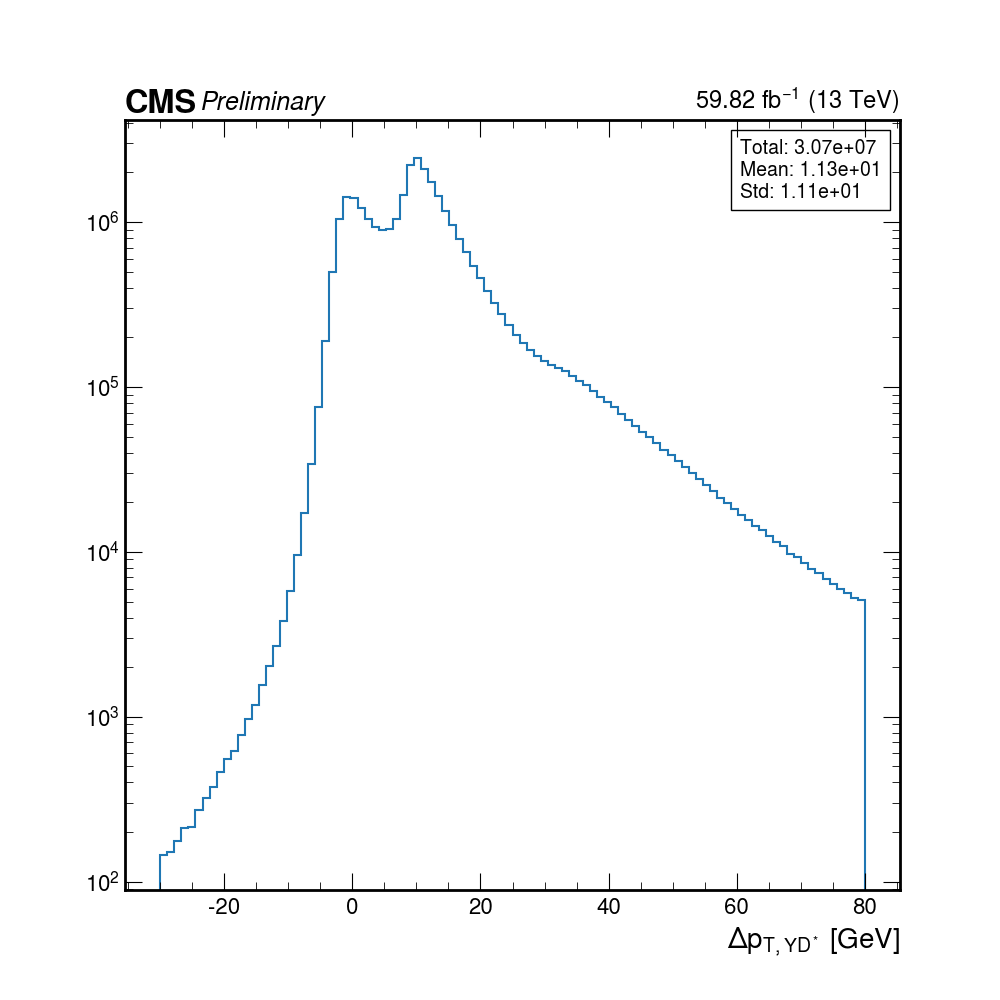 CMS Preliminary
59.82 fb⁻¹ (13 TeV)
Total: 3.07e+07
Mean: 1.13e+01
Std: 1.11e+01
10⁶
10⁵
10⁴
10³
10²
-20 0 20 40 60 80
Δp_{T, YD*} [GeV]